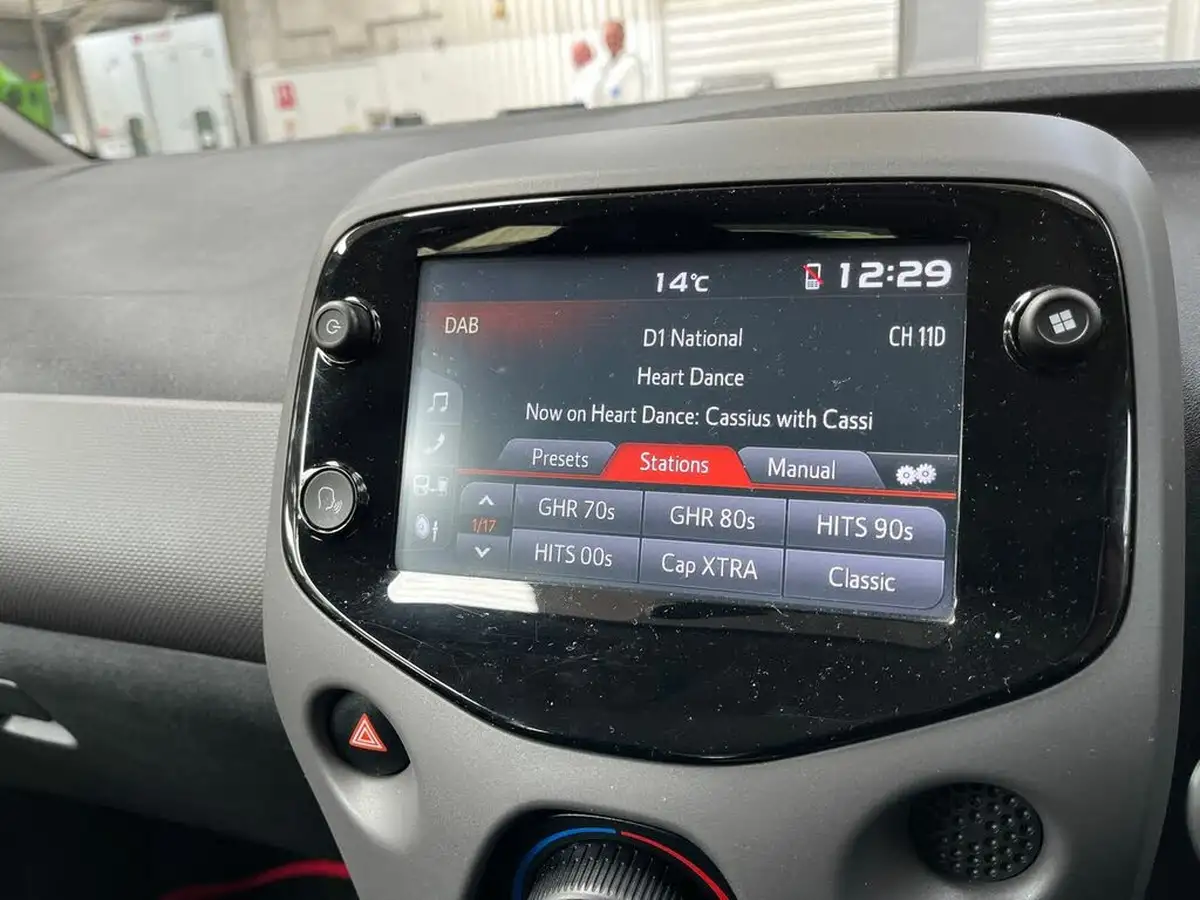 14°C 12:29
DAB D1 National CH 11D
Heart Dance
Now on Heart Dance: Cassius with Cassi
Presets Stations Manual
1/17 GHR 70s GHR 80s HITS 90s
HITS 00s Cap XTRA Classic